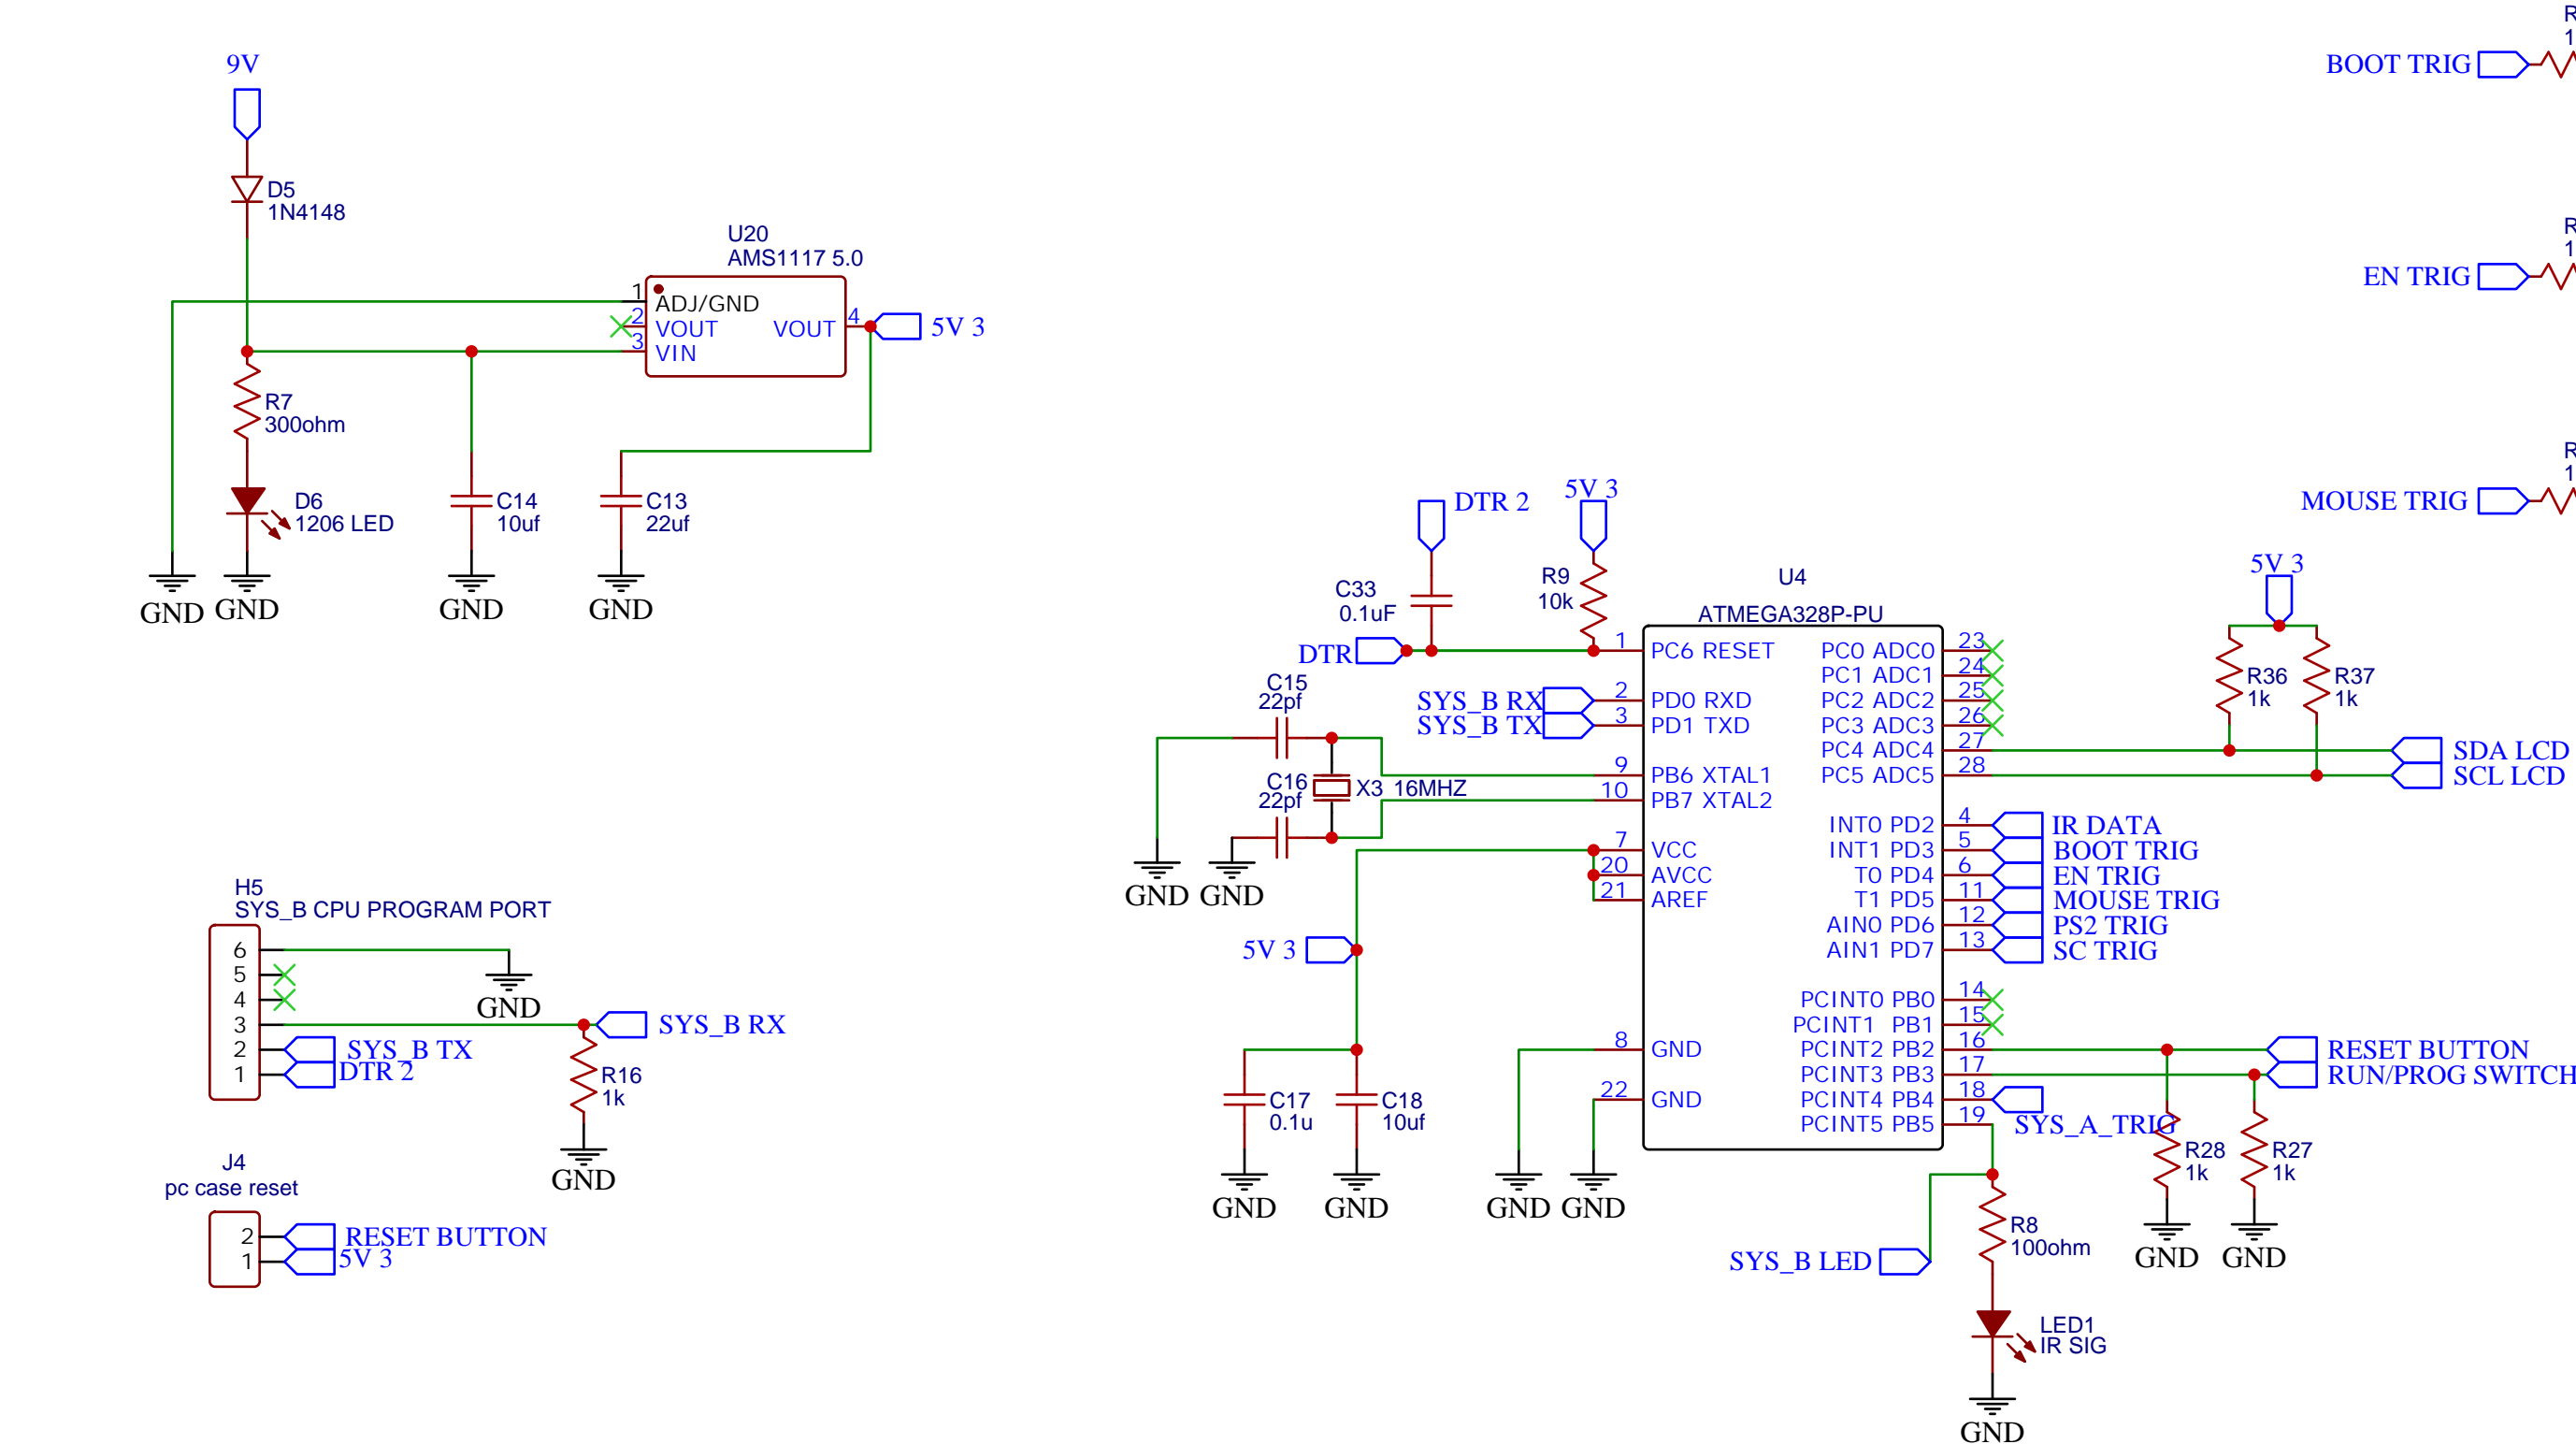 9V
D5
1N4148
U20
AMS1117 5.0
1
ADJ/GND
2
VOUT
VOUT
4
5V 3
3
VIN
R7
300ohm
D6
1206 LED
C14
10uf
C13
22uf
GND
GND
GND
GND
H5
SYS_B CPU PROGRAM PORT
6
5
4
3
2
1
GND
SYS_B RX
SYS_B TX
DTR 2
R16
1k
GND
J4
pc case reset
2
1
RESET BUTTON
5V 3
DTR 2
5V 3
C33
0.1uF
R9
10k
DTR
U4
ATMEGA328P-PU
1
PC6 RESET
SYS_B RX
2
PD0 RXD
SYS_B TX
3
PD1 TXD
C15
22pf
C16
22pf
X3 16MHZ
9
PB6 XTAL1
10
PB7 XTAL2
7
VCC
20
AVCC
21
AREF
GND
GND
5V 3
8
GND
22
GND
C17
0.1u
C18
10uf
GND
GND
GND
GND
PC0 ADC0
23
PC1 ADC1
24
PC2 ADC2
25
PC3 ADC3
26
PC4 ADC4
27
PC5 ADC5
28
5V 3
R36
1k
R37
1k
SDA LCD
SCL LCD
INT0 PD2
4
IR DATA
INT1 PD3
5
BOOT TRIG
T0 PD4
6
EN TRIG
T1 PD5
11
MOUSE TRIG
AIN0 PD6
12
PS2 TRIG
AIN1 PD7
13
SC TRIG
PCINT0 PB0
14
PCINT1 PB1
15
PCINT2 PB2
16
RESET BUTTON
PCINT3 PB3
17
RUN/PROG SWITCH
PCINT4 PB4
18
SYS_A_TRIG
PCINT5 PB5
19
R28
1k
R27
1k
GND
GND
SYS_B LED
R8
100ohm
LED1
IR SIG
GND
BOOT TRIG
R
1
EN TRIG
R
1
MOUSE TRIG
R
1